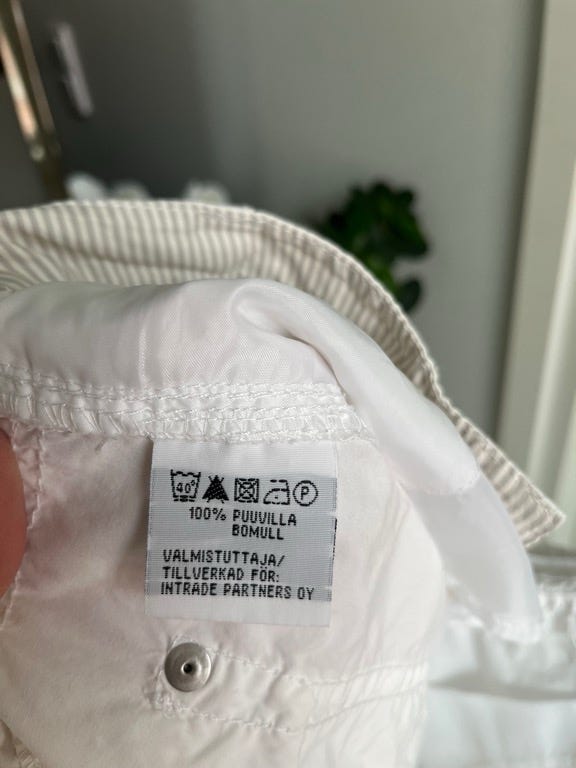 40° P
100% PUUVILLA
BOMULL
VALMISTUTTAJA/
TILLVERKAD FÖR:
INTRADE PARTNERS OY